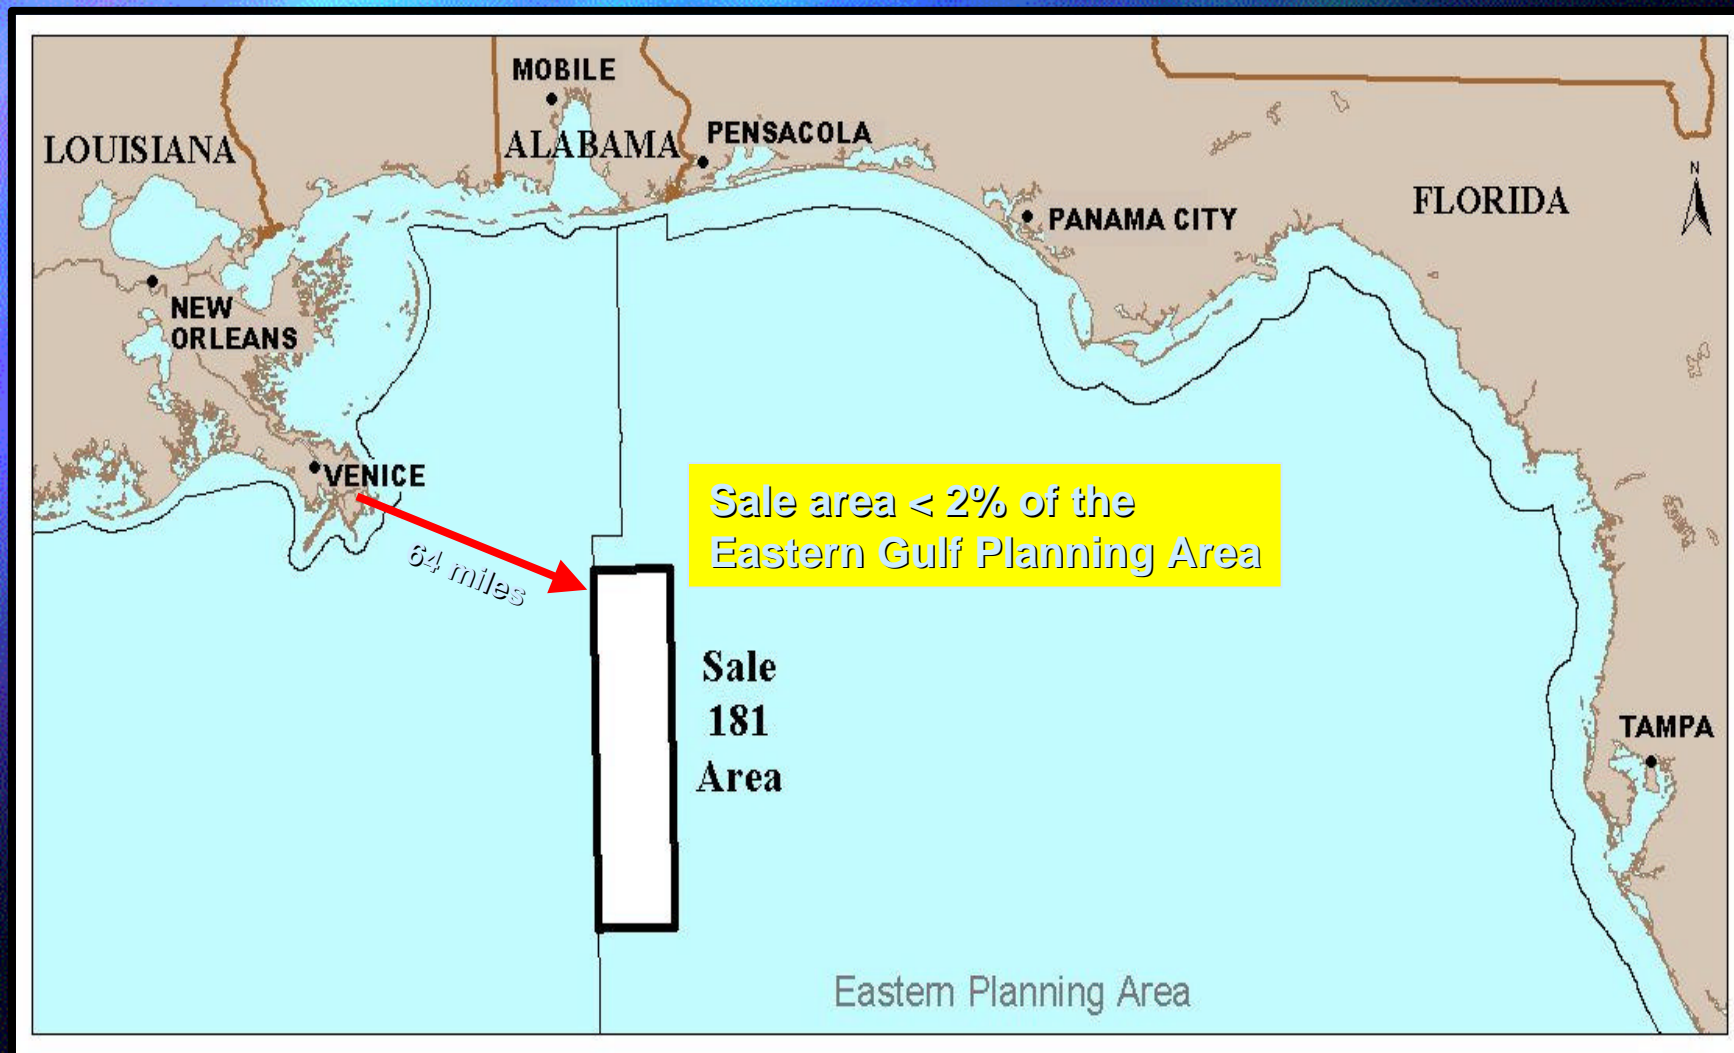 MOBILE
LOUISIANA
ALABAMA
PENSACOLA
N
FLORIDA
PANAMA CITY
NEW
ORLEANS
VENICE
64 miles
Sale area < 2% of the
Eastern Gulf Planning Area
Sale
181
Area
TAMPA
Eastern Planning Area